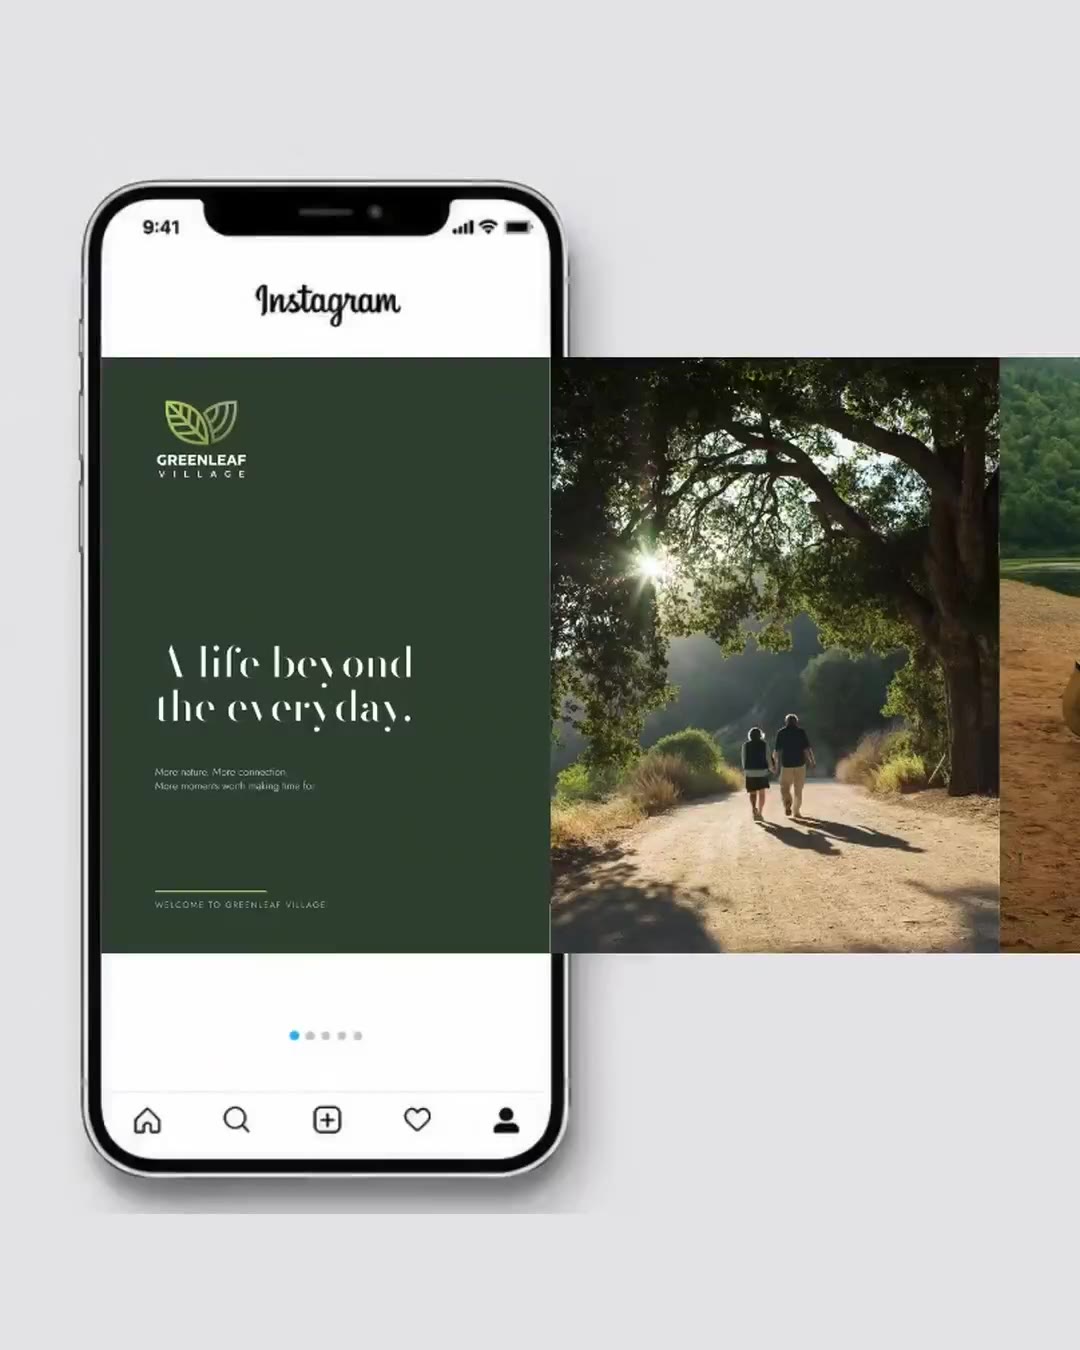 9:41
Instagram
GREENLEAF
VILLAGE
A life beyond
the everyday.
More nature. More connection.
More moments worth making time for.
WELCOME TO GREENLEAF VILLAGE